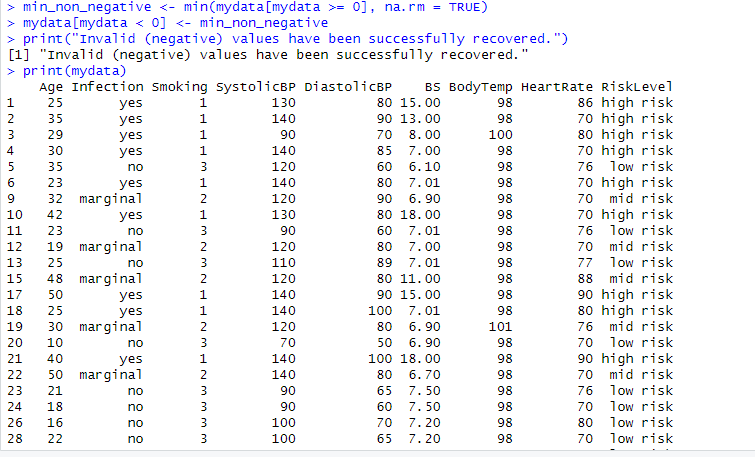 > min_non_negative <- min(mydata[mydata >= 0], na.rm = TRUE)
> mydata[mydata < 0] <- min_non_negative
> print("Invalid (negative) values have been successfully recovered.")
[1] "Invalid (negative) values have been successfully recovered."
> print(mydata)
   Age Infection Smoking SystolicBP DiastolicBP    BS BodyTemp HeartRate RiskLevel
1   25       yes       1        130          80 15.00       98        86 high risk
2   35       yes       1        140          90 13.00       98        70 high risk
3   29       yes       1         90          70  8.00      100        80 high risk
4   30       yes       1        140          85  7.00       98        70 high risk
5   35        no       3        120          60  6.10       98        76  low risk
6   23       yes       1        140          80  7.01       98        70 high risk
9   32  marginal       2        120          90  6.90       98        70  mid risk
10  42       yes       1        130          80 18.00       98        70 high risk
11  23        no       3         90          60  7.01       98        76  low risk
12  19  marginal       2        120          80  7.00       98        70  mid risk
13  25        no       3        110          89  7.01       98        77  low risk
15  48  marginal       2        120          80 11.00       98        88  mid risk
17  50       yes       1        140          90 15.00       98        90 high risk
18  25       yes       1        140         100  7.01       98        80 high risk
19  30  marginal       2        120          80  6.90      101        76  mid risk
20  10        no       3         70          50  6.90       98        70  low risk
21  40       yes       1        140         100 18.00       98        90 high risk
22  50  marginal       2        140          80  6.70       98        70  mid risk
23  21        no       3         90          65  7.50       98        76  low risk
24  18        no       3         90          60  7.50       98        70  low risk
26  16        no       3        100          70  7.20       98        80  low risk
28  22        no       3        100          65  7.20       98        70  low risk